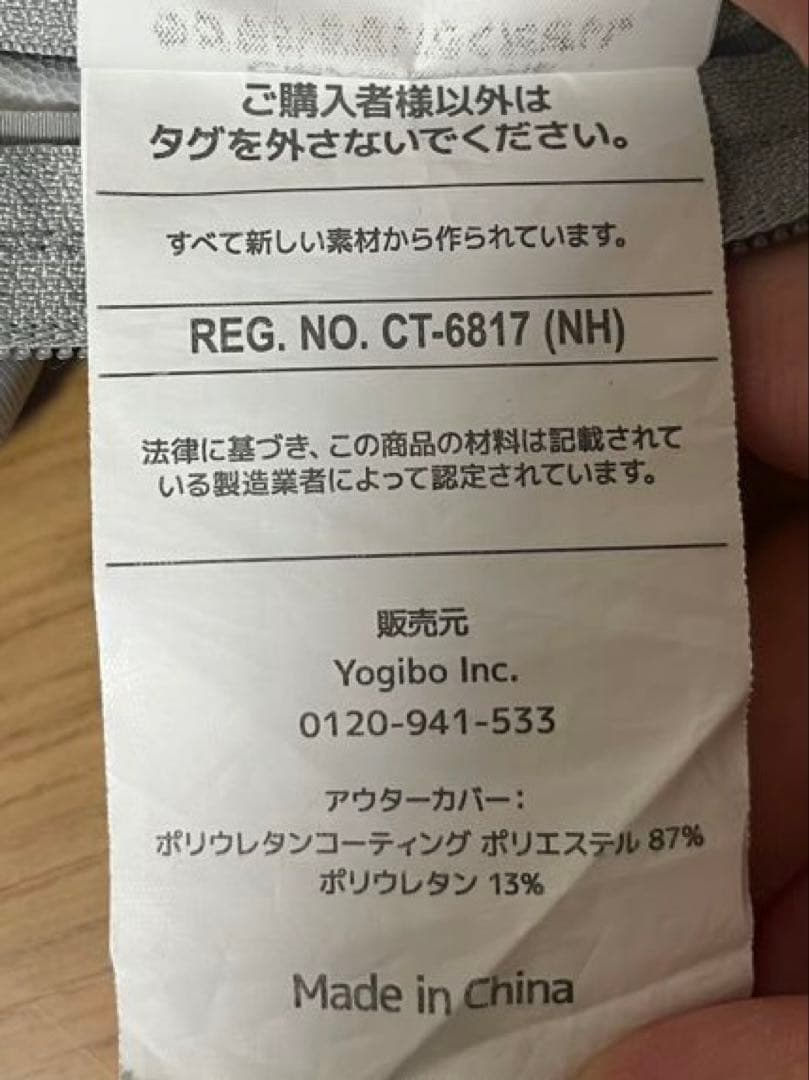 ご購入者様以外は
タグを外さないでください。
すべて新しい素材から作られています。
REG. NO. CT-6817 (NH)
法律に基づき、この商品の材料は記載されて
いる製造業者によって認定されています。
販売元
Yogibo Inc.
0120-941-533
アウターカバー:
ポリウレタンコーティング ポリエステル 87%
ポリウレタン 13%
Made in China